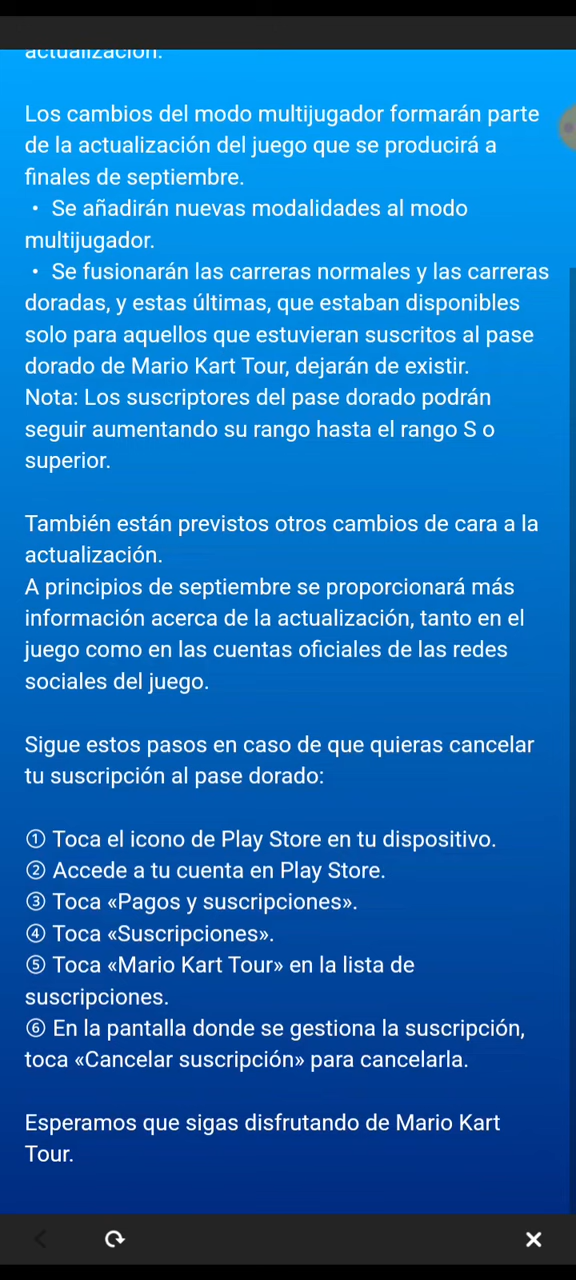 actualización.
Los cambios del modo multijugador formarán parte
de la actualización del juego que se producirá a
finales de septiembre.
・ Se añadirán nuevas modalidades al modo
multijugador.
・ Se fusionarán las carreras normales y las carreras
doradas, y estas últimas, que estaban disponibles
solo para aquellos que estuvieran suscritos al pase
dorado de Mario Kart Tour, dejarán de existir.
Nota: Los suscriptores del pase dorado podrán
seguir aumentando su rango hasta el rango S o
superior.
También están previstos otros cambios de cara a la
actualización.
A principios de septiembre se proporcionará más
información acerca de la actualización, tanto en el
juego como en las cuentas oficiales de las redes
sociales del juego.
Sigue estos pasos en caso de que quieras cancelar
tu suscripción al pase dorado:
① Toca el icono de Play Store en tu dispositivo.
② Accede a tu cuenta en Play Store.
③ Toca «Pagos y suscripciones».
④ Toca «Suscripciones».
⑤ Toca «Mario Kart Tour» en la lista de
suscripciones.
⑥ En la pantalla donde se gestiona la suscripción,
toca «Cancelar suscripción» para cancelarla.
Esperamos que sigas disfrutando de Mario Kart
Tour.